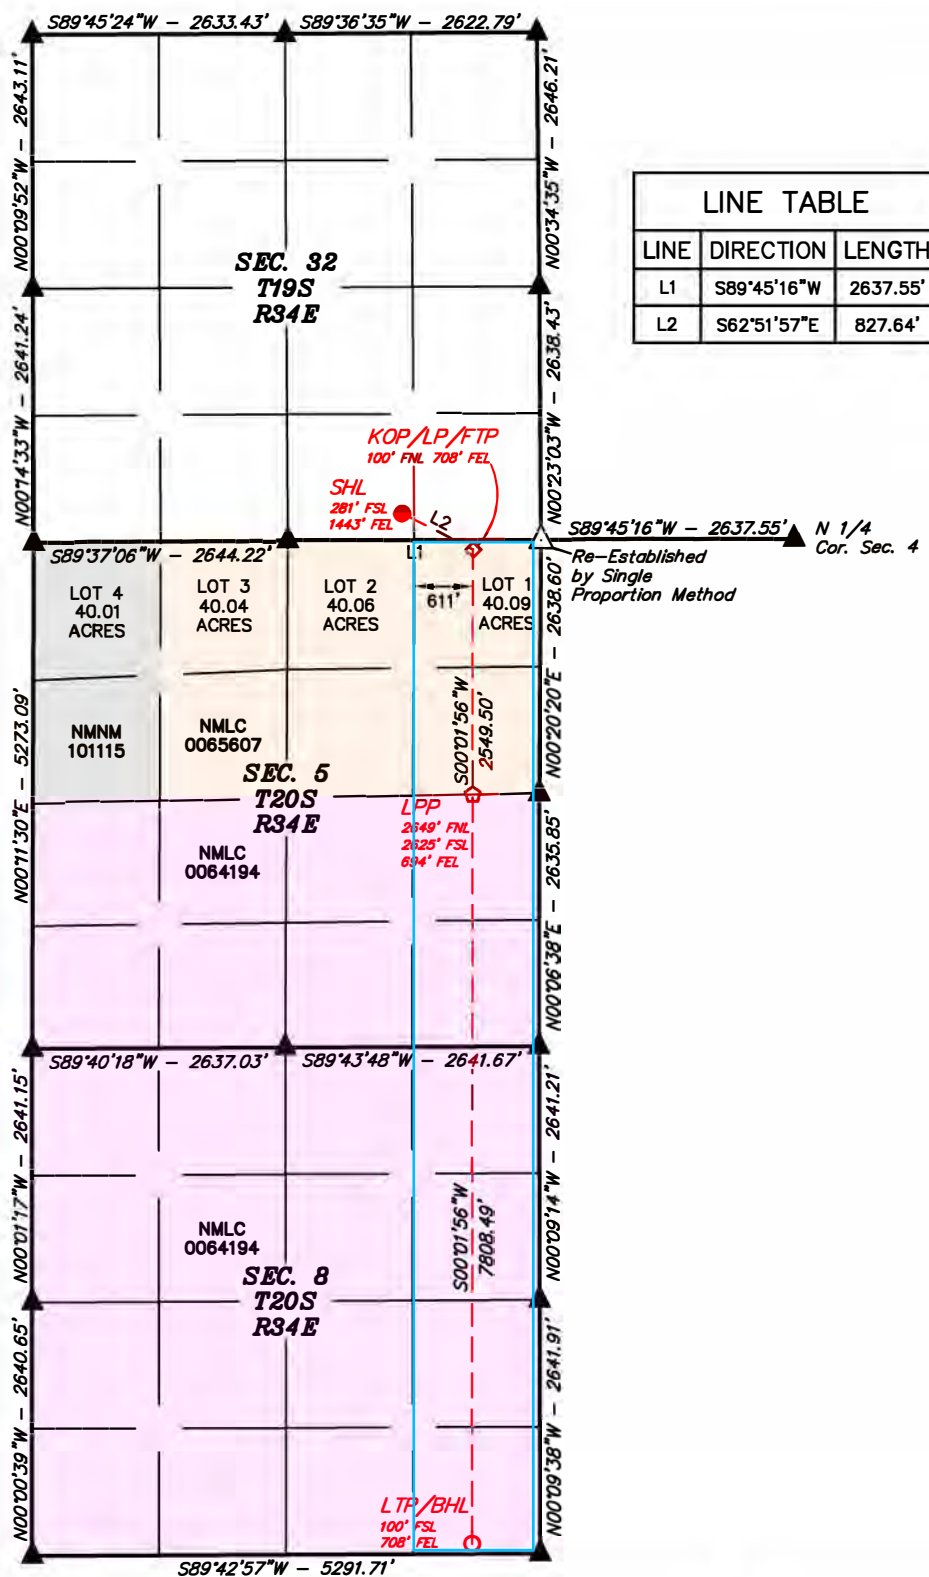 S89°45'24"W - 2633.43'
S89°36'35"W - 2622.79'
N00°09'52"W - 2643.11'
N00°34'35"W - 2646.21'
LINE TABLE
LINE DIRECTION LENGTH
L1 S89°45'16"W 2637.55'
L2 S62°51'57"E 827.64'
SEC. 32
T19S
R34E
N00°14'33"W - 2641.24'
N00°23'03"W - 2638.43'
KOP/LP/FTP
100' FNL 708' FEL
SHL
281' FSL
1443' FEL
L2
S89°45'16"W - 2637.55'
N 1/4
Cor. Sec. 4
S89°37'06"W - 2644.22'
L1
Re-Established
by Single
Proportion Method
LOT 4
40.01
ACRES
LOT 3
40.04
ACRES
LOT 2
40.06
ACRES
611'
LOT 1
40.09
ACRES
N00°20'20"E - 2638.60'
N00°11'30"E - 5273.09'
NMNM
101115
NMLC
0065607
S00°01'56"W
2549.50'
SEC. 5
T20S
R34E
LPP
2649' FNL
2625' FSL
694' FEL
NMLC
0064194
N00°06'38"E - 2635.85'
S89°40'18"W - 2637.03'
S89°43'48"W - 2641.67'
N00°01'17"W - 2641.15'
N00°09'14"W - 2641.21'
NMLC
0064194
S00°01'56"W
7808.49'
SEC. 8
T20S
R34E
N00°00'39"W - 2640.65'
N00°09'38"W - 2641.91'
LTP/BHL
100' FSL
708' FEL
S89°42'57"W - 5291.71'